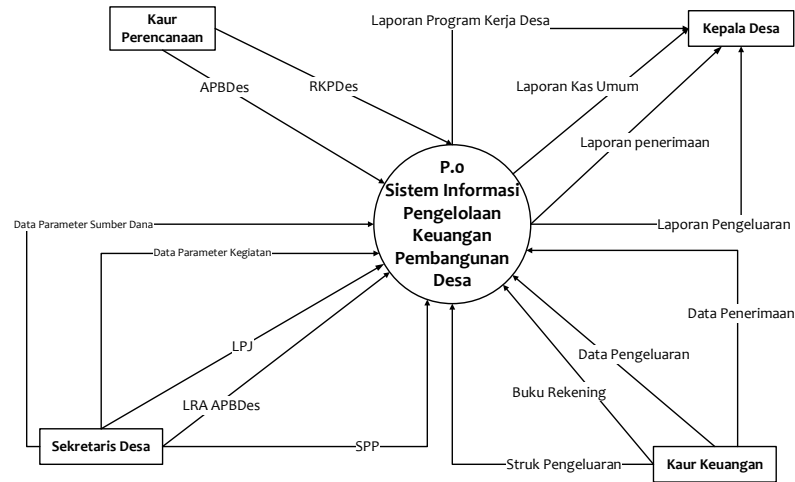 Kaur
Perencanaan
Laporan Program Kerja Desa
Kepala Desa
APBDes
RKPDes
Laporan Kas Umum
Laporan penerimaan
P.0
Sistem Informasi
Pengelolaan
Keuangan
Pembangunan
Desa
Data Parameter Sumber Dana
Laporan Pengeluaran
Data Parameter Kegiatan
Data Penerimaan
LPJ
Data Pengeluaran
LRA APBDes
Buku Rekening
Sekretaris Desa
SPP
Struk Pengeluaran
Kaur Keuangan